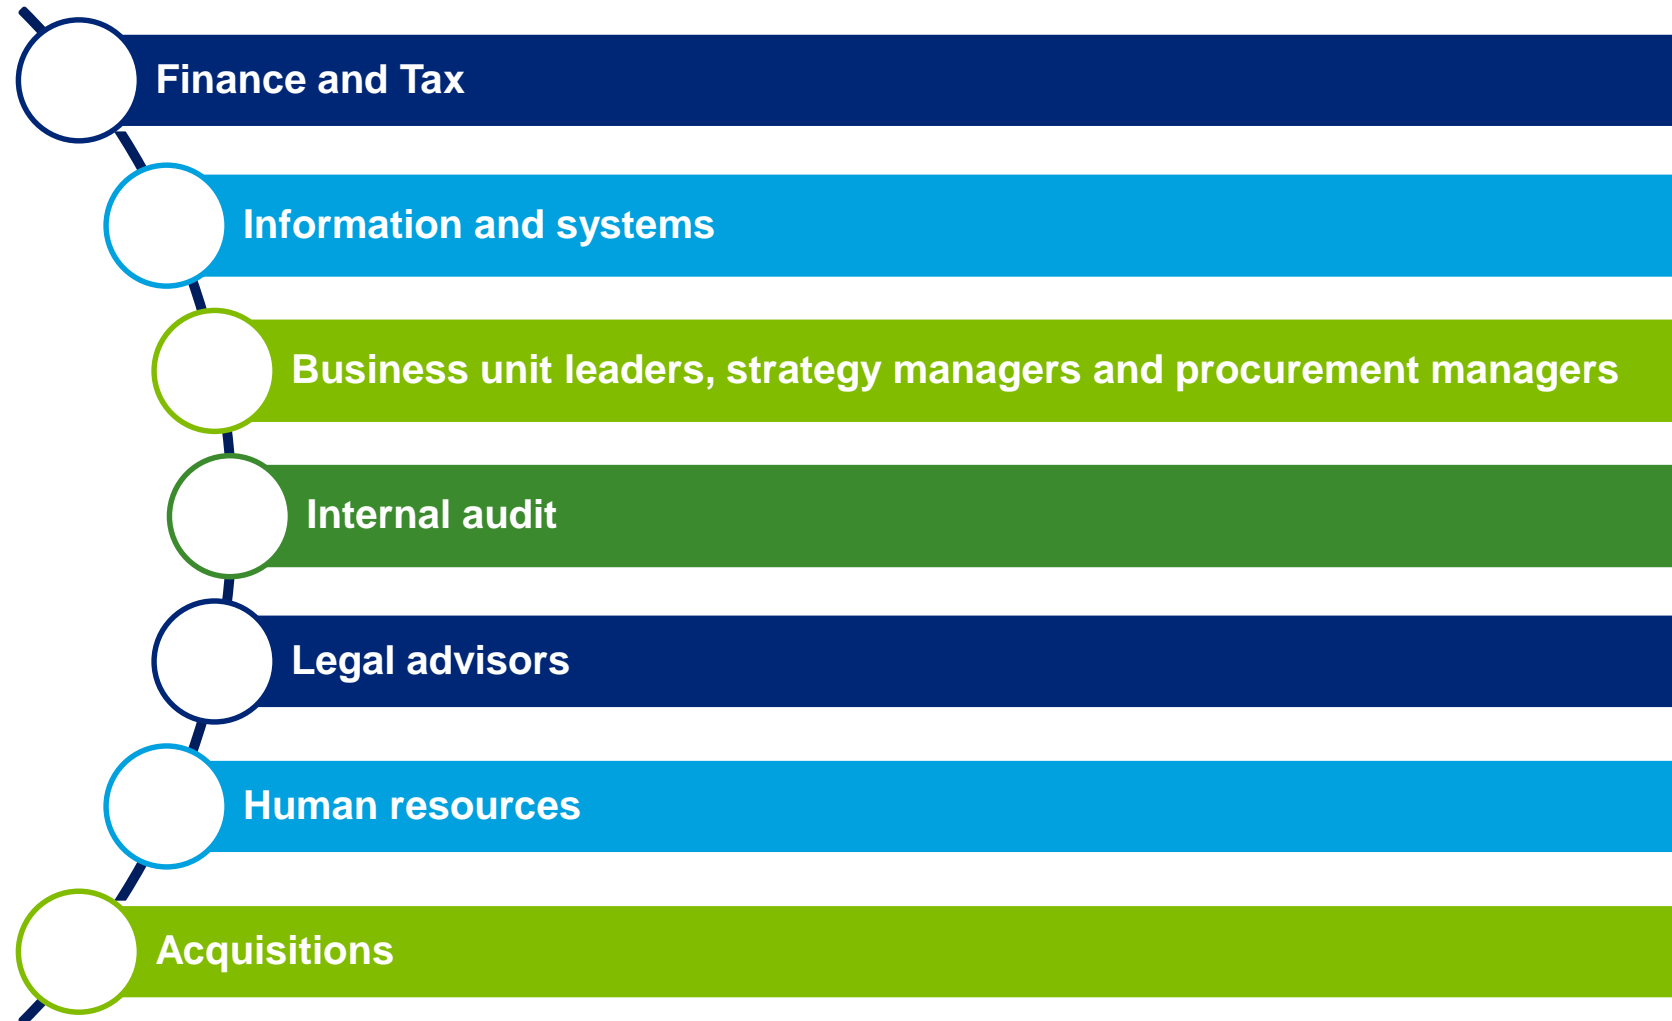 Finance and Tax
Information and systems
Business unit leaders, strategy managers and procurement managers
Internal audit
Legal advisors
Human resources
Acquisitions